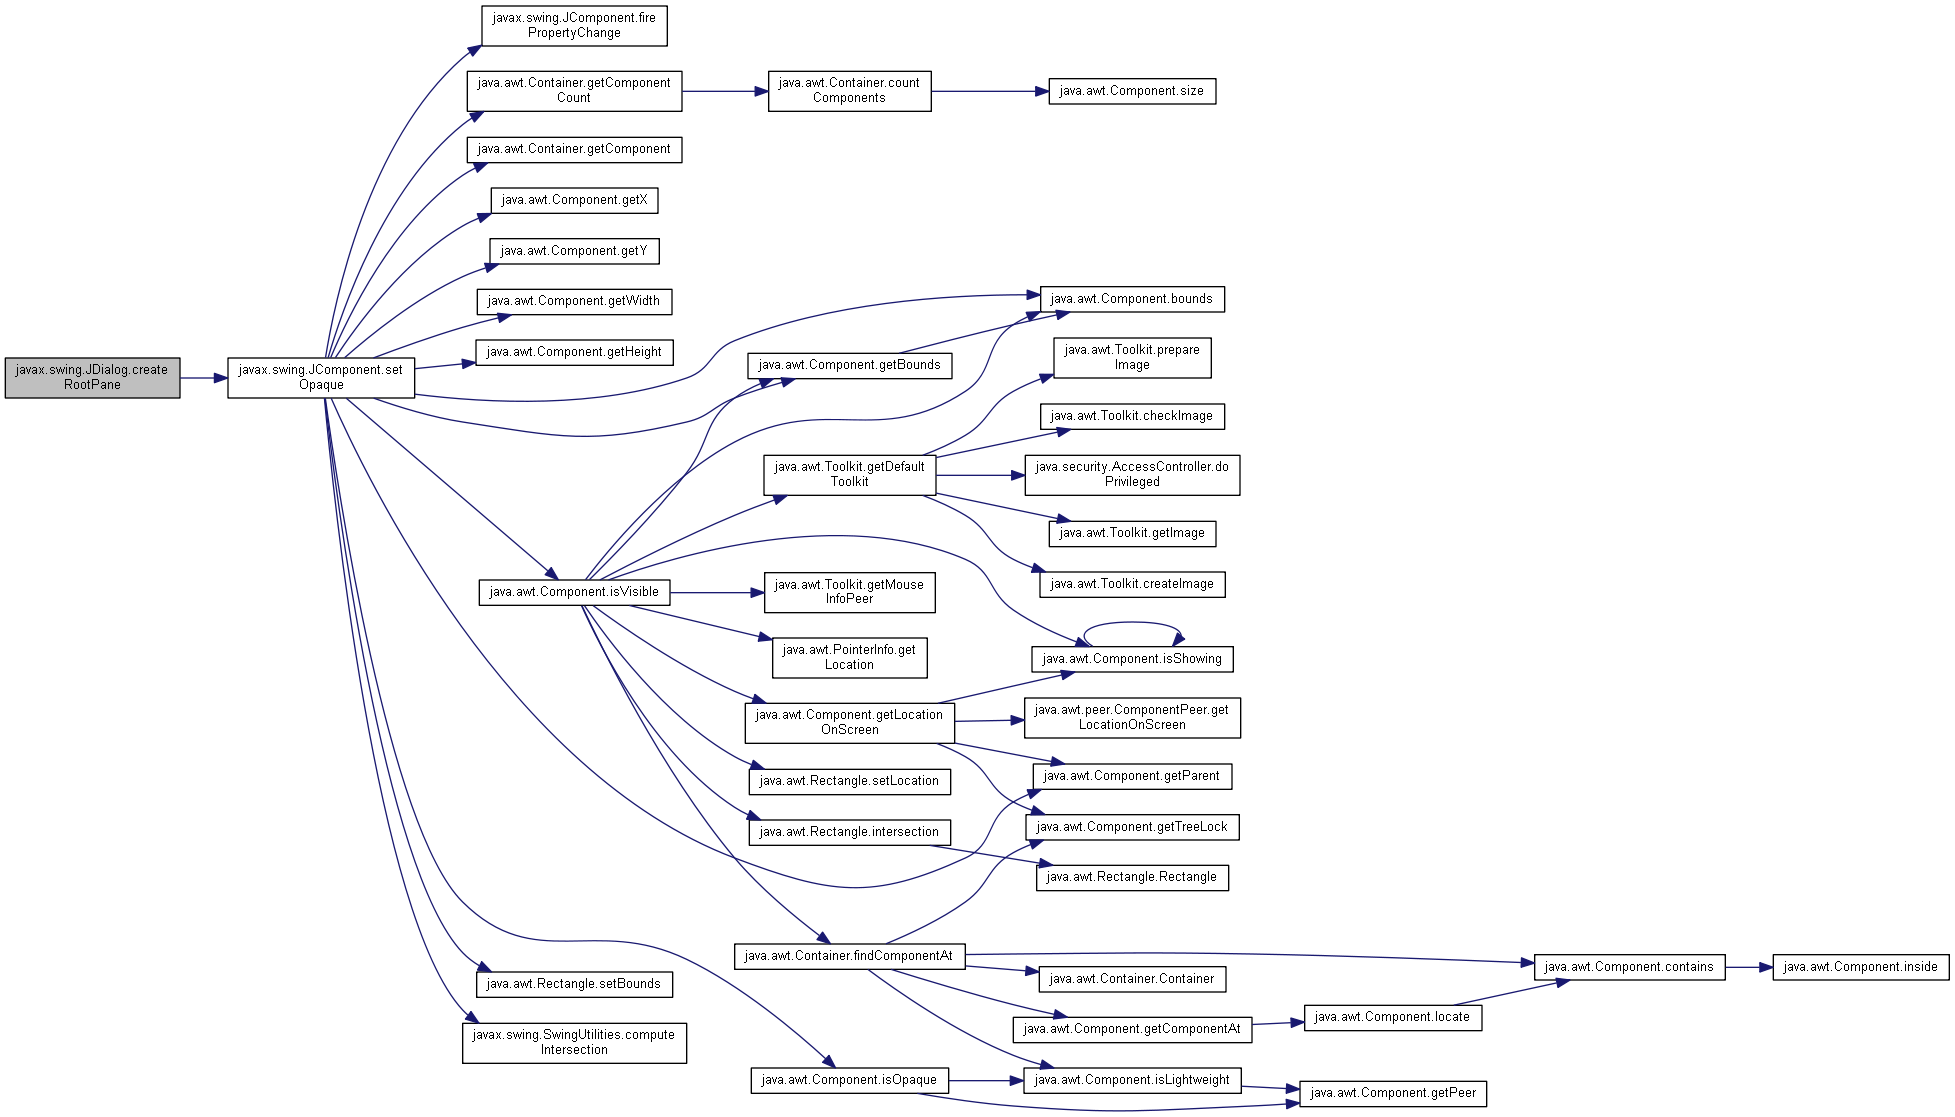 javax.swing.JDialog.create
RootPane
javax.swing.JComponent.set
Opaque
javax.swing.JComponent.fire
PropertyChange
java.awt.Container.getComponent
Count
java.awt.Container.count
Components
java.awt.Component.size
java.awt.Container.getComponent
java.awt.Component.getX
java.awt.Component.getY
java.awt.Component.getWidth
java.awt.Component.getHeight
java.awt.Component.bounds
java.awt.Component.getBounds
java.awt.Component.isVisible
java.awt.Toolkit.getDefault
Toolkit
java.awt.Toolkit.prepare
Image
java.awt.Toolkit.checkImage
java.security.AccessController.do
Privileged
java.awt.Toolkit.getImage
java.awt.Toolkit.createImage
java.awt.Toolkit.getMouse
InfoPeer
java.awt.PointerInfo.get
Location
java.awt.Component.isShowing
java.awt.Component.getLocation
OnScreen
java.awt.peer.ComponentPeer.get
LocationOnScreen
java.awt.Component.getParent
java.awt.Rectangle.setLocation
java.awt.Component.getTreeLock
java.awt.Rectangle.intersection
java.awt.Rectangle.Rectangle
java.awt.Container.findComponentAt
java.awt.Container.Container
java.awt.Component.contains
java.awt.Component.inside
java.awt.Component.getComponentAt
java.awt.Component.locate
java.awt.Rectangle.setBounds
javax.swing.SwingUtilities.compute
Intersection
java.awt.Component.isOpaque
java.awt.Component.isLightweight
java.awt.Component.getPeer